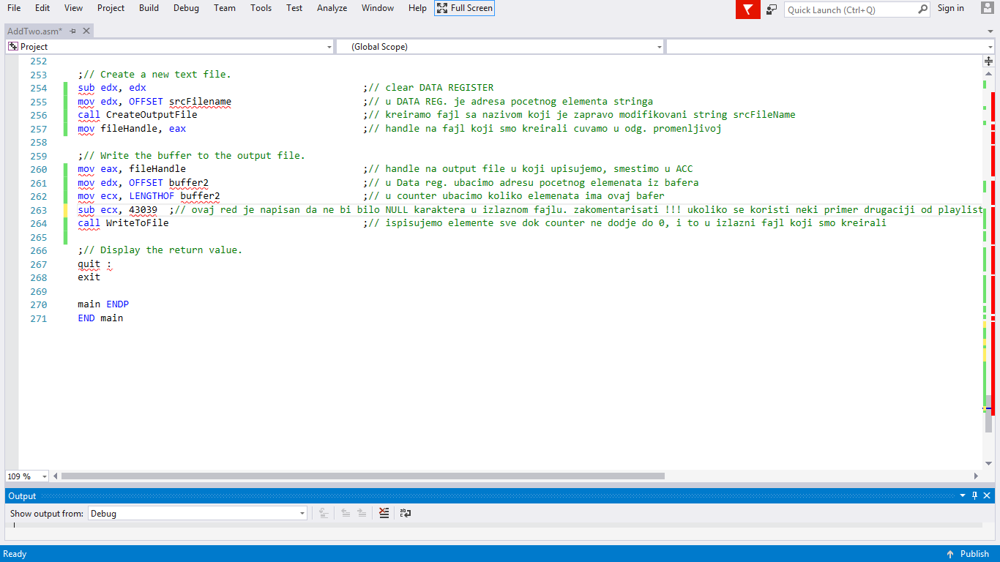 File Edit View Project Build Debug Team Tools Test Analyze Window Help Full Screen Quick Launch (Ctrl+Q) Sign in
AddTwo.asm*
Project (Global Scope)
252
253 ;// Create a new text file.
254 sub edx, edx ;// clear DATA REGISTER
255 mov edx, OFFSET srcFilename ;// u DATA REG. je adresa pocetnog elementa stringa
256 call CreateOutputFile ;// kreiramo fajl sa nazivom koji je zapravo modifikovani string srcFileName
257 mov fileHandle, eax ;// handle na fajl koji smo kreirali cuvamo u odg. promenljivoj
258
259 ;// Write the buffer to the output file.
260 mov eax, fileHandle ;// handle na output file u koji upisujemo, smestimo u ACC
261 mov edx, OFFSET buffer2 ;// u Data reg. ubacimo adresu pocetnog elemenata iz bafera
262 mov ecx, LENGTHOF buffer2 ;// u counter ubacimo koliko elemenata ima ovaj bafer
263 sub ecx, 43039 ;// ovaj red je napisan da ne bi bilo NULL karaktera u izlaznom fajlu. zakomentarisati !!! ukoliko se koristi neki primer drugaciji od playlist
264 call WriteToFile ;// ispisujemo elemente sve dok counter ne dodje do 0, i to u izlazni fajl koji smo kreirali
265
266 ;// Display the return value.
267 quit :
268 exit
269
270 main ENDP
271 END main
109 %
Output
Show output from: Debug
Ready Publish